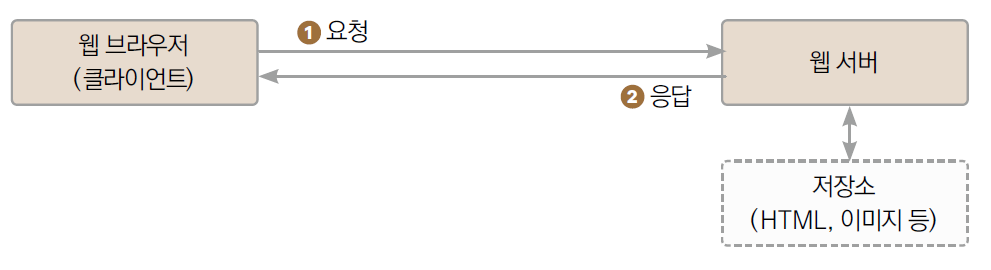 웹 브라우저
(클라이언트)
1 요청
2 응답
웹 서버
저장소
(HTML, 이미지 등)